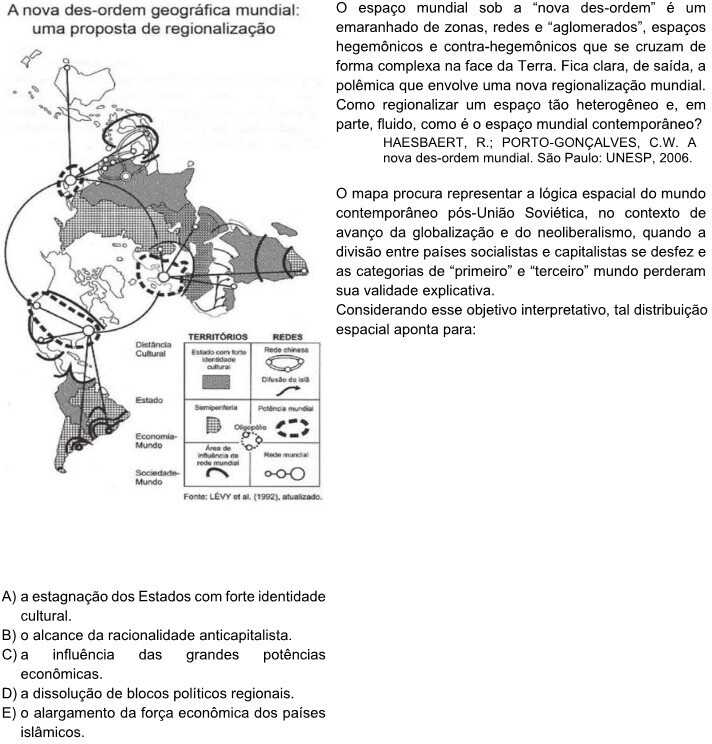 A nova des-ordem geográfica mundial:
uma proposta de regionalização
Distância
Cultural
Estado
Economia-
Mundo
Sociedade-
Mundo
TERRITÓRIOS
REDES
Estado com forte
identidade
cultural
Rede chinesa
Difusão do islã
Semiperiferia
Potência mundial
Oligopólio
Área de
influência da
rede mundial
Rede mundial
Fonte: LÉVY et al. (1992), atualizado.
O espaço mundial sob a “nova des-ordem” é um
emaranhado de zonas, redes e “aglomerados”, espaços
hegemônicos e contra-hegemônicos que se cruzam de
forma complexa na face da Terra. Fica clara, de saída, a
polêmica que envolve uma nova regionalização mundial.
Como regionalizar um espaço tão heterogêneo e, em
parte, fluido, como é o espaço mundial contemporâneo?
HAESBAERT, R.; PORTO-GONÇALVES, C.W. A
nova des-ordem mundial. São Paulo: UNESP, 2006.
O mapa procura representar a lógica espacial do mundo
contemporâneo pós-União Soviética, no contexto de
avanço da globalização e do neoliberalismo, quando a
divisão entre países socialistas e capitalistas se desfez e
as categorias de “primeiro” e “terceiro” mundo perderam
sua validade explicativa.
Considerando esse objetivo interpretativo, tal distribuição
espacial aponta para:
A) a estagnação dos Estados com forte identidade
cultural.
B) o alcance da racionalidade anticapitalista.
C) a influência das grandes potências
econômicas.
D) a dissolução de blocos políticos regionais.
E) o alargamento da força econômica dos países
islâmicos.